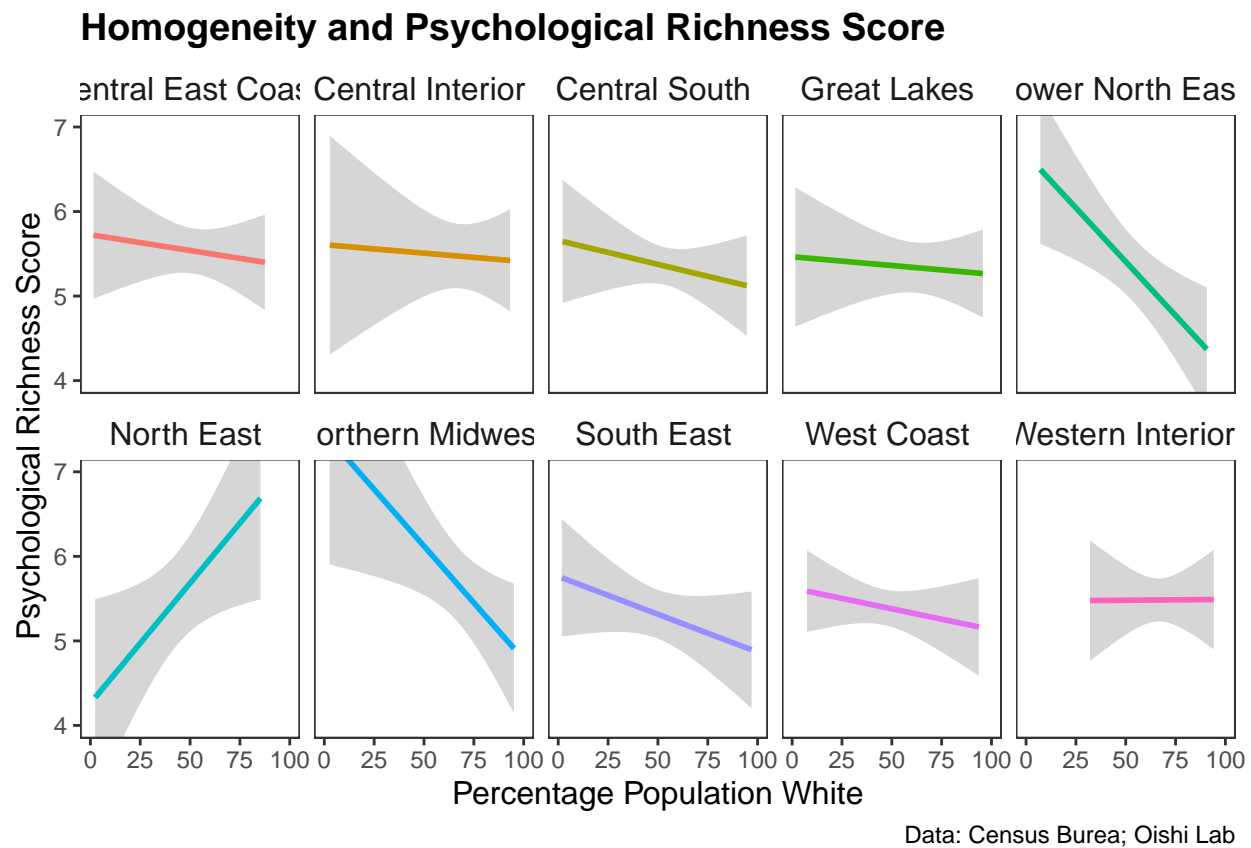 Homogeneity and Psychological Richness Score
entral East Coas
Central Interior
Central South
Great Lakes
ower North Eas
7
6
5
4
North East
orthern Midwes
South East
West Coast
Western Interior
7
6
5
4
0 25 50 75 100
0 25 50 75 100
0 25 50 75 100
0 25 50 75 100
0 25 50 75 100
Psychological Richness Score
Percentage Population White
Data: Census Burea; Oishi Lab